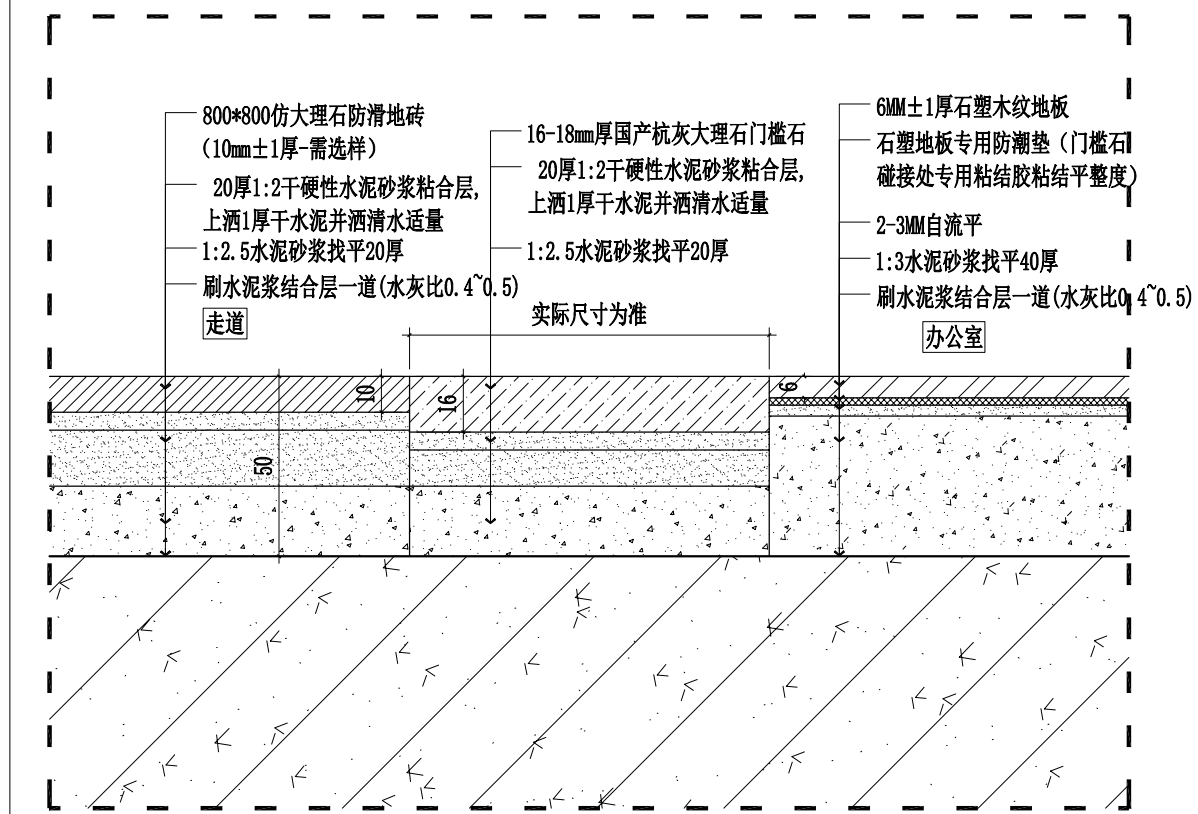 800*800仿大理石防滑地砖
(10mm±1厚-需选样)
20厚1:2干硬性水泥砂浆粘合层,
上洒1厚干水泥并洒清水适量
1:2.5水泥砂浆找平20厚
刷水泥浆结合层一道(水灰比0.4~0.5)
走道
16-18mm厚国产杭灰大理石门槛石
20厚1:2干硬性水泥砂浆粘合层,
上洒1厚干水泥并洒清水适量
1:2.5水泥砂浆找平20厚
实际尺寸为准
6MM±1厚石塑木纹地板
石塑地板专用防潮垫(门槛石
碰接处专用粘结胶粘结平整度)
2-3MM自流平
1:3水泥砂浆找平40厚
刷水泥浆结合层一道(水灰比0.4~0.5)
办公室
10
16
6
50